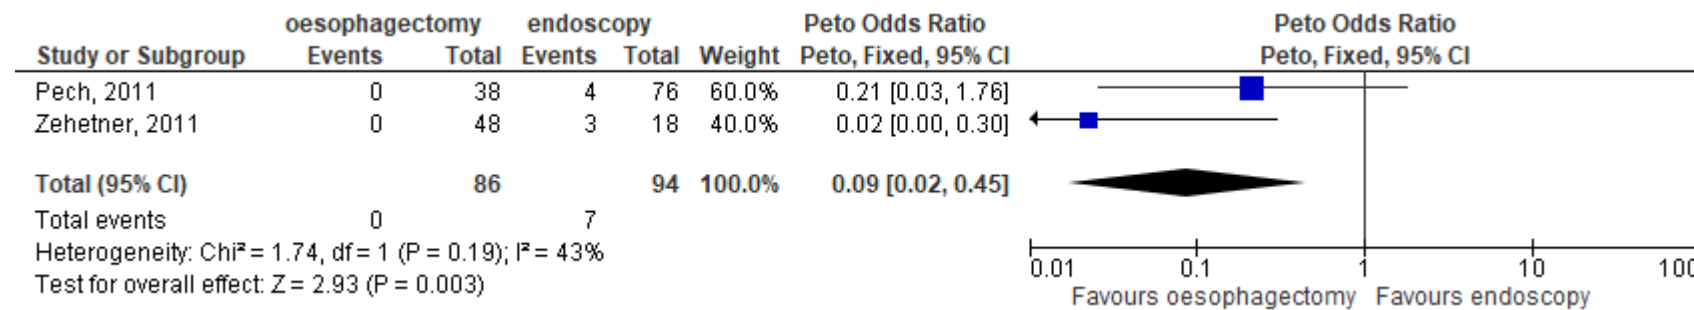 oesophagectomy endoscopy Peto Odds Ratio Peto Odds Ratio
Study or Subgroup Events Total Events Total Weight Peto, Fixed, 95% CI Peto, Fixed, 95% CI
Pech, 2011 0 38 4 76 60.0% 0.21 [0.03, 1.76]
Zehetner, 2011 0 48 3 18 40.0% 0.02 [0.00, 0.30]
Total (95% CI) 86 94 100.0% 0.09 [0.02, 0.45]
Total events 0 7
Heterogeneity: Chi² = 1.74, df = 1 (P = 0.19); I² = 43%
Test for overall effect: Z = 2.93 (P = 0.003)
0.01 0.1 1 10 100
Favours oesophagectomy Favours endoscopy